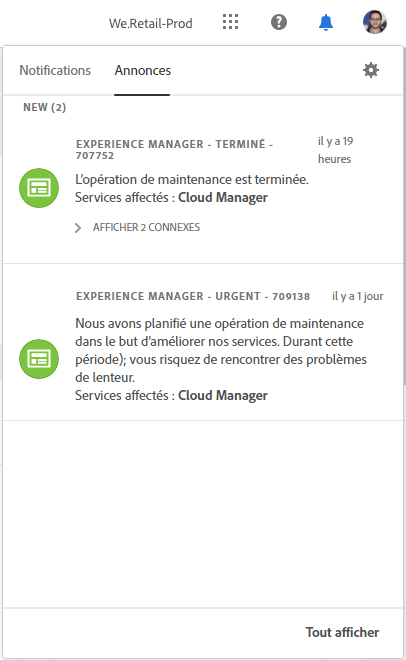 We.Retail-Prod
Notifications Annonces
NEW (2)
EXPERIENCE MANAGER - TERMINÉ -
707752
il y a 19
heures
L'opération de maintenance est terminée.
Services affectés : Cloud Manager
AFFICHER 2 CONNEXES
EXPERIENCE MANAGER - URGENT - 709138 il y a 1 jour
Nous avons planifié une opération de maintenance
dans le but d'améliorer nos services. Durant cette
période); vous risquez de rencontrer des problèmes
de lenteur.
Services affectés : Cloud Manager
Tout afficher